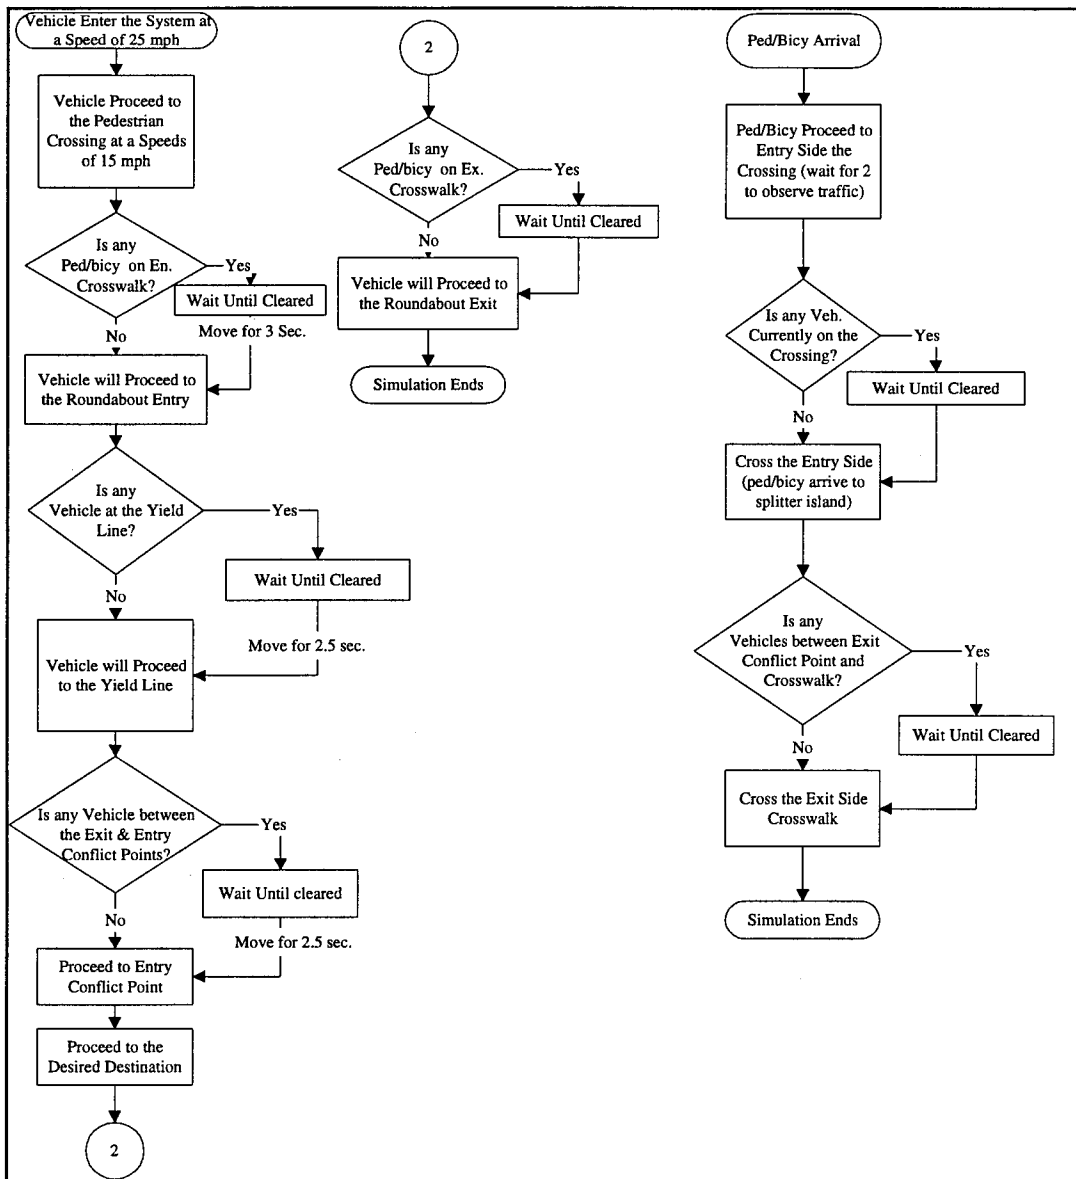 Vehicle Enter the System at
a Speed of 25 mph
Vehicle Proceed to
the Pedestrian
Crossing at a Speeds
of 15 mph
Is any
Ped/bicy on En.
Crosswalk?
Yes
Wait Until Cleared
Move for 3 Sec.
No
Vehicle will Proceed to
the Roundabout Entry
Is any
Vehicle at the Yield
Line?
Yes
Wait Until Cleared
No
Move for 2.5 sec.
Vehicle will Proceed
to the Yield Line
Is any Vehicle between
the Exit & Entry
Conflict Points?
Yes
Wait Until cleared
No
Move for 2.5 sec.
Proceed to Entry
Conflict Point
Proceed to the
Desired Destination
2
2
Is any
Ped/bicy on Ex.
Crosswalk?
Yes
Wait Until Cleared
No
Vehicle will Proceed to
the Roundabout Exit
Simulation Ends
Ped/Bicy Arrival
Ped/Bicy Proceed to
Entry Side the
Crossing (wait for 2
to observe traffic)
Is any Veh.
Currently on the
Crossing?
Yes
Wait Until Cleared
No
Cross the Entry Side
(ped/bicy arrive to
splitter island)
Is any
Vehicles between Exit
Conflict Point and
Crosswalk?
Yes
Wait Until Cleared
No
Cross the Exit Side
Crosswalk
Simulation Ends